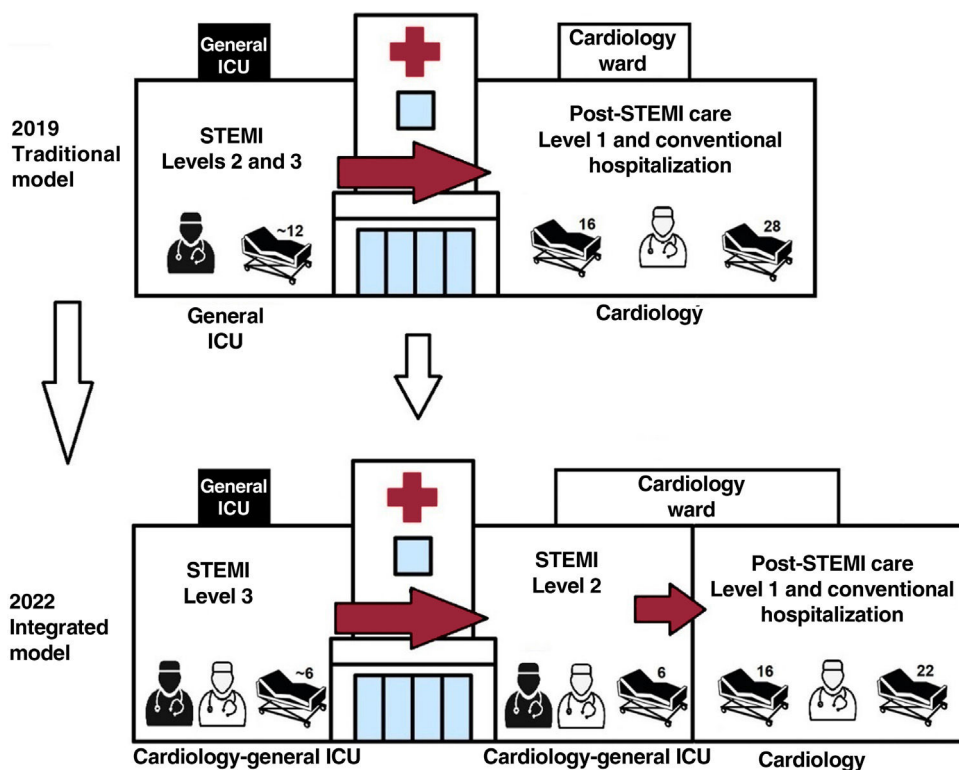 General
ICU
Cardiology
ward
2019
Traditional
model
STEMI
Levels 2 and 3
Post-STEMI care
Level 1 and conventional
hospitalization
~12
16
28
General
ICU
Cardiology
General
ICU
Cardiology
ward
2022
Integrated
model
STEMI
Level 3
STEMI
Level 2
Post-STEMI care
Level 1 and conventional
hospitalization
~6
6
16
22
Cardiology-general ICU
Cardiology-general ICU
Cardiology